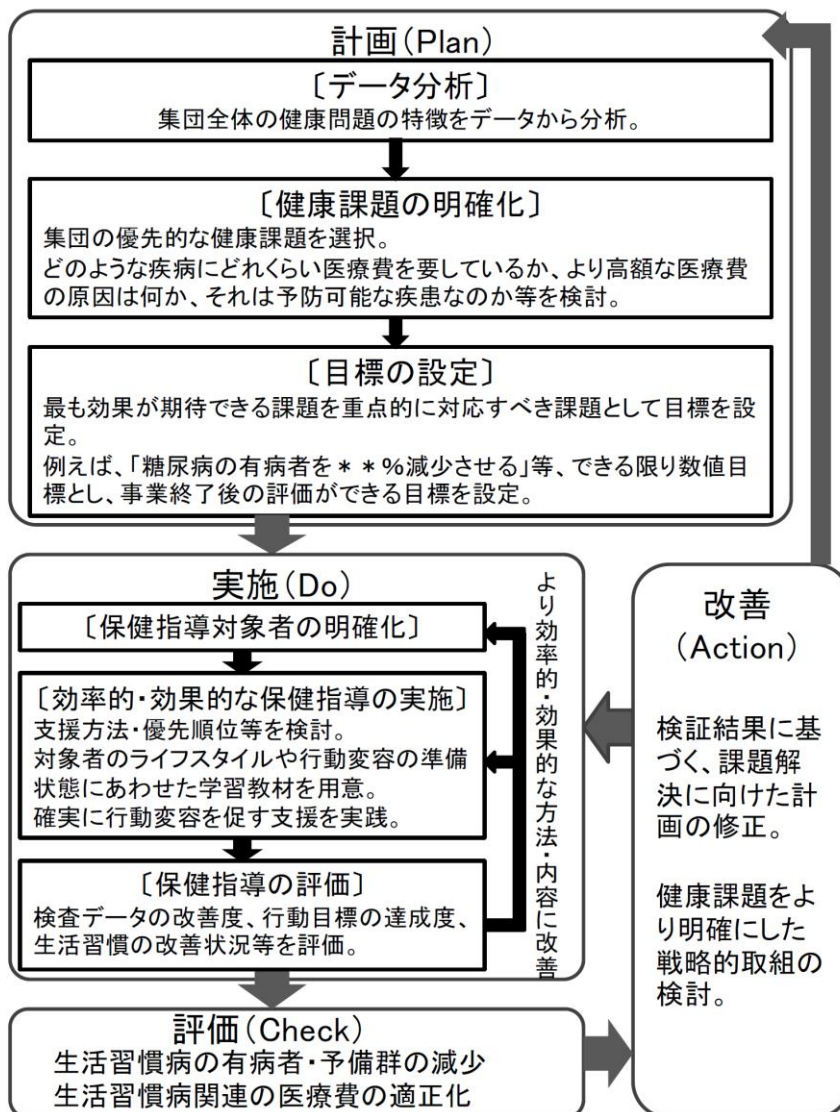 計画(Plan)
〔データ分析〕
集団全体の健康問題の特徴をデータから分析。
〔健康課題の明確化〕
集団の優先的な健康課題を選択。
どのような疾病にどれくらい医療費を要しているか、より高額な医療費
の原因は何か、それは予防可能な疾患なのか等を検討。
〔目標の設定〕
最も効果が期待できる課題を重点的に対応すべき課題として目標を設
定。
例えば、「糖尿病の有病者を＊＊%減少させる」等、できる限り数値目
標とし、事業終了後の評価ができる目標を設定。
実施(Do)
〔保健指導対象者の明確化〕
〔効率的・効果的な保健指導の実施〕
支援方法・優先順位等を検討。
対象者のライフスタイルや行動変容の準備
状態にあわせた学習教材を用意。
確実に行動変容を促す支援を実践。
〔保健指導の評価〕
検査データの改善度、行動目標の達成度、
生活習慣の改善状況等を評価。
より効率的・効果的な方法・内容に改善
評価(Check)
生活習慣病の有病者・予備群の減少
生活習慣病関連の医療費の適正化
改善
(Action)
検証結果に基
づく、課題解
決に向けた計
画の修正。
健康課題をよ
り明確にした
戦略的取組の
検討。